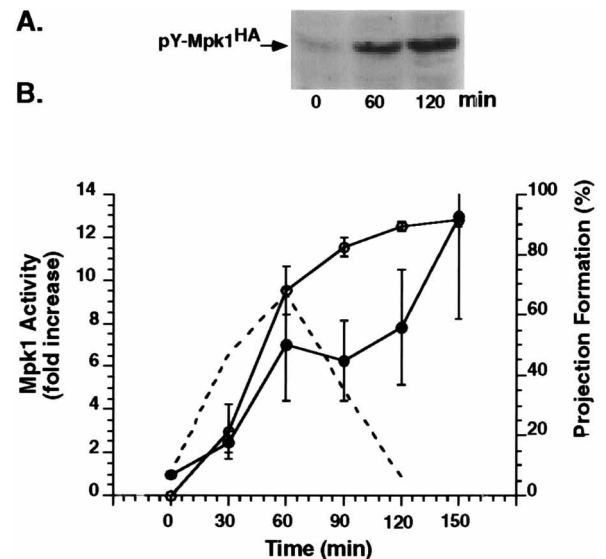 A.
pY-Mpk1HA
0 60 120 min
B.
14
12
10
8
6
4
2
0
Mpk1 Activity
(fold increase)
100
80
60
40
20
0
Projection Formation (%)
0 30 60 90 120 150
Time (min)